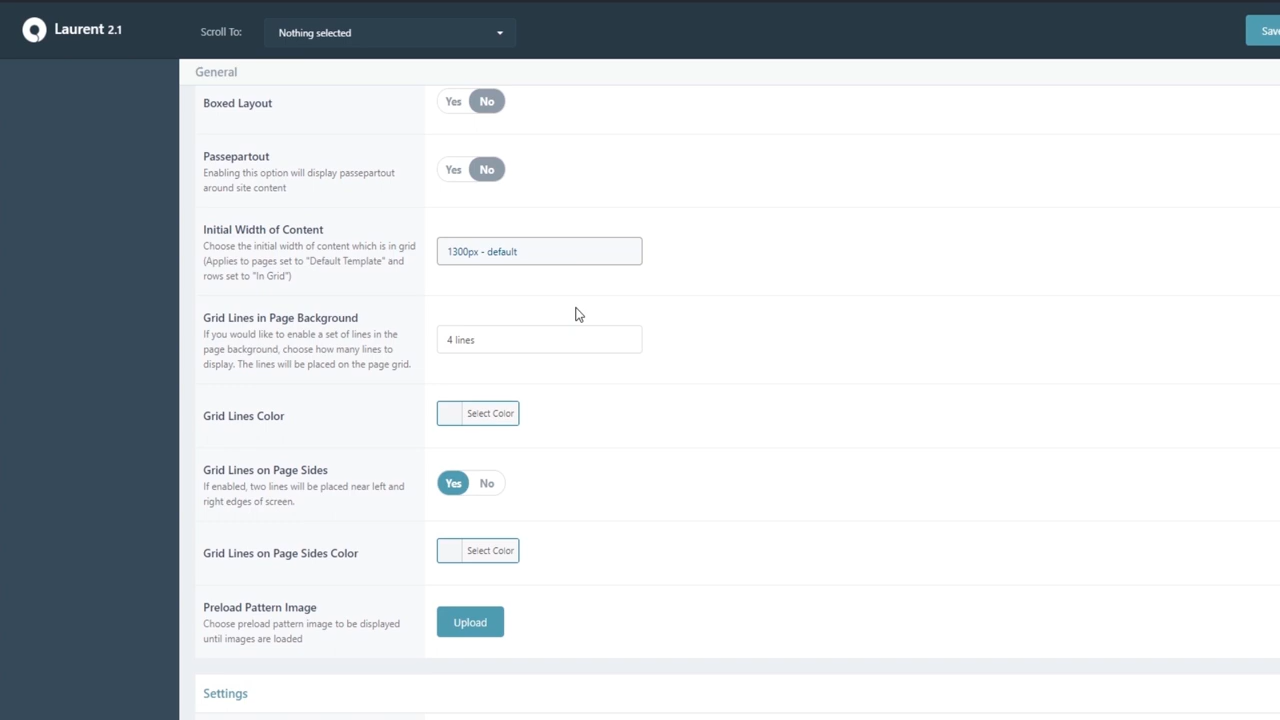 Laurent 2.1
Scroll To:
Nothing selected
General
Boxed Layout
Yes No
Passepartout
Enabling this option will display passepartout
around site content
Yes No
Initial Width of Content
Choose the initial width of content which is in grid
(Applies to pages set to "Default Template" and
rows set to "In Grid")
1300px - default
Grid Lines in Page Background
If you would like to enable a set of lines in the
page background, choose how many lines to
display. The lines will be placed on the page grid.
4 lines
Grid Lines Color
Select Color
Grid Lines on Page Sides
If enabled, two lines will be placed near left and
right edges of screen.
Yes No
Grid Lines on Page Sides Color
Select Color
Preload Pattern Image
Choose preload pattern image to be displayed
until images are loaded
Upload
Settings